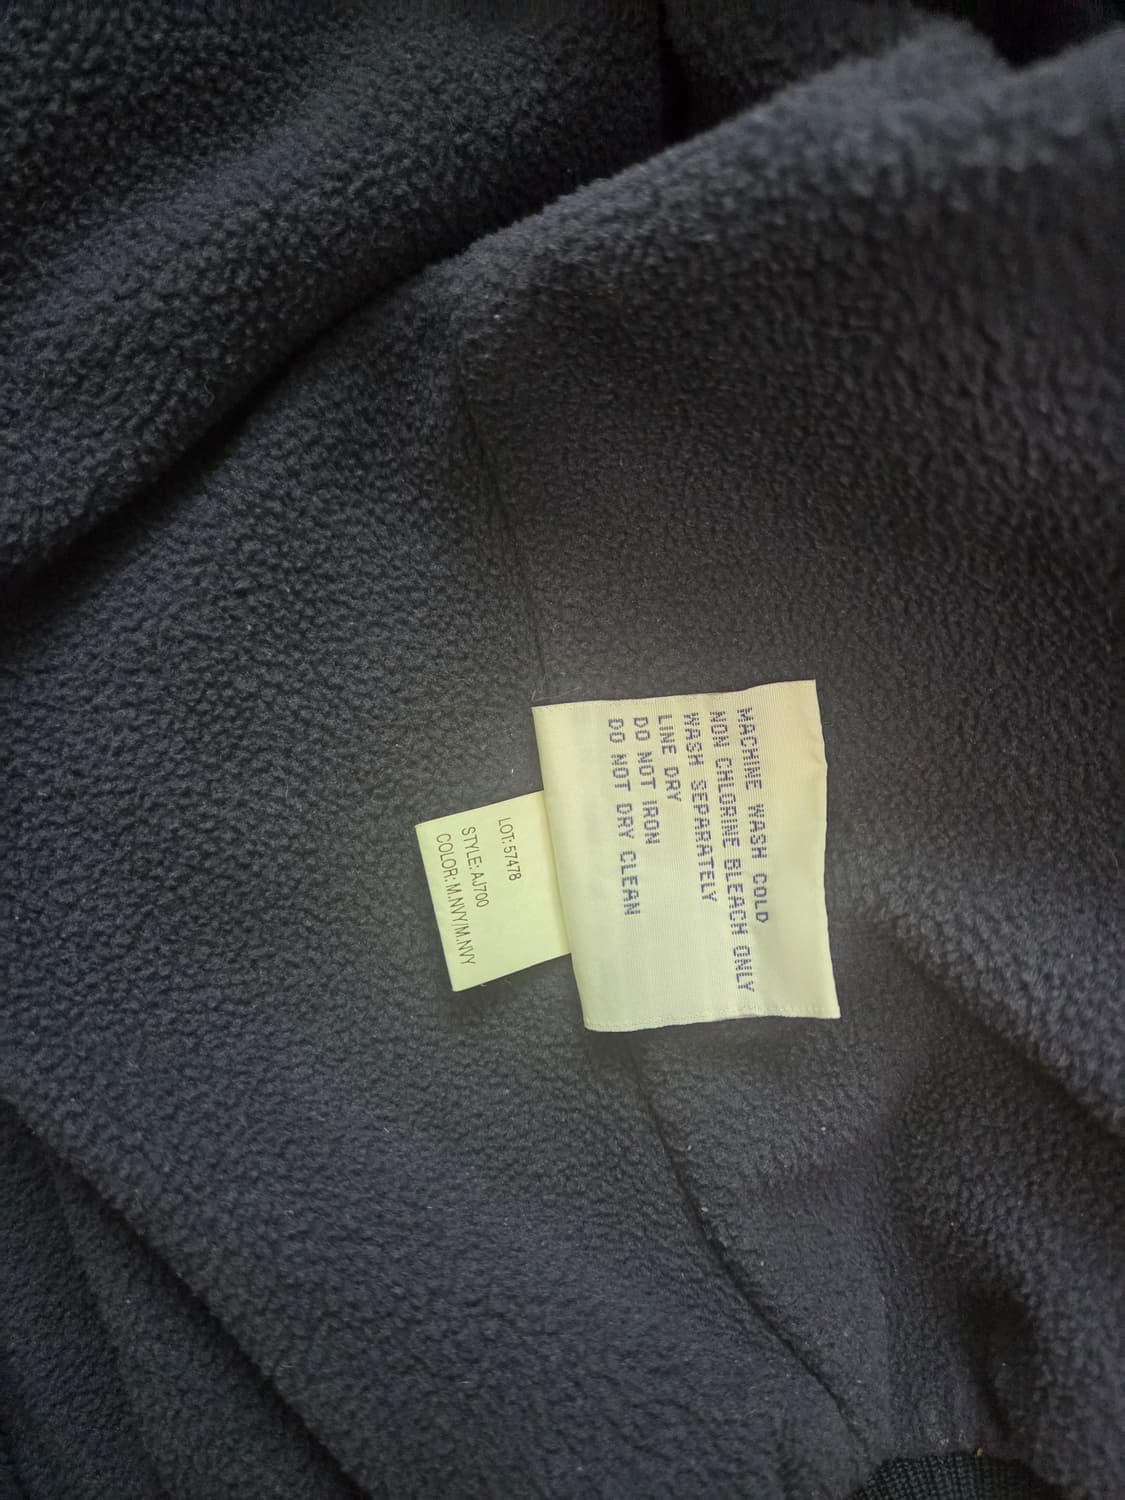 MACHINE WASH COLD
NON CHLORINE BLEACH ONLY
WASH SEPARATELY
LINE DRY
DO NOT IRON
DO NOT DRY CLEAN
LOT: 57478
STYLE: AJ700
COLOR: M.NVY/M.NVY